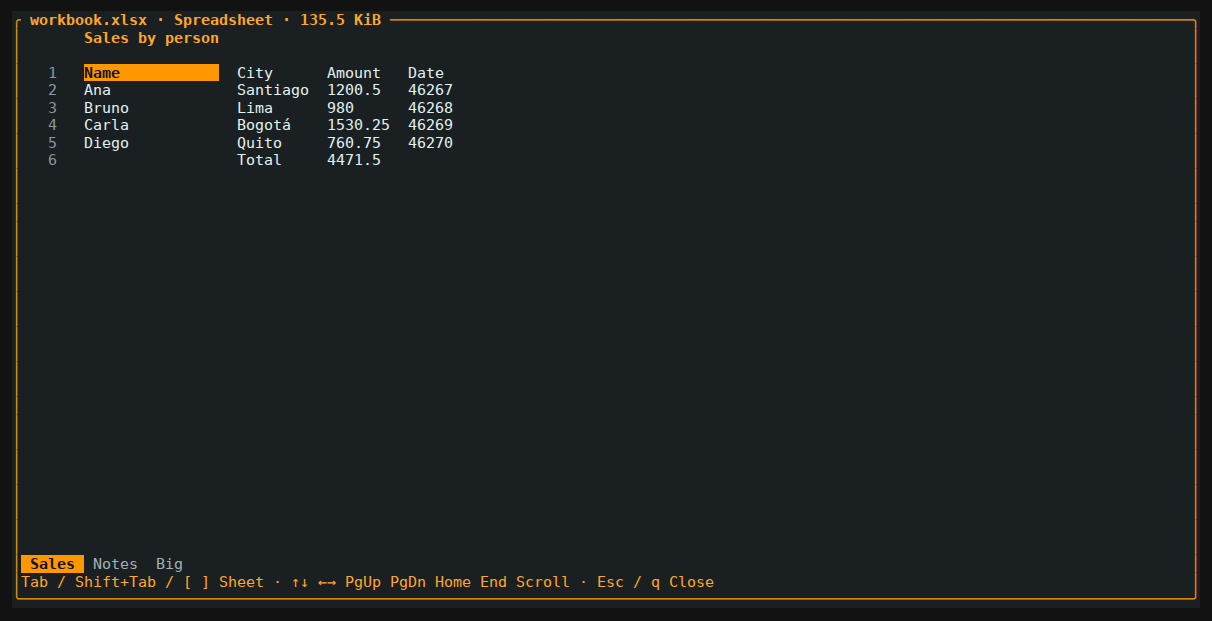 workbook.xlsx · Spreadsheet · 135.5 KiB
Sales by person
1 Name City Amount Date
2 Ana Santiago 1200.5 46267
3 Bruno Lima 980 46268
4 Carla Bogotá 1530.25 46269
5 Diego Quito 760.75 46270
6 Total 4471.5
Sales Notes Big
Tab / Shift+Tab / [ ] Sheet · ↑↓ ←→ PgUp PgDn Home End Scroll · Esc / q Close